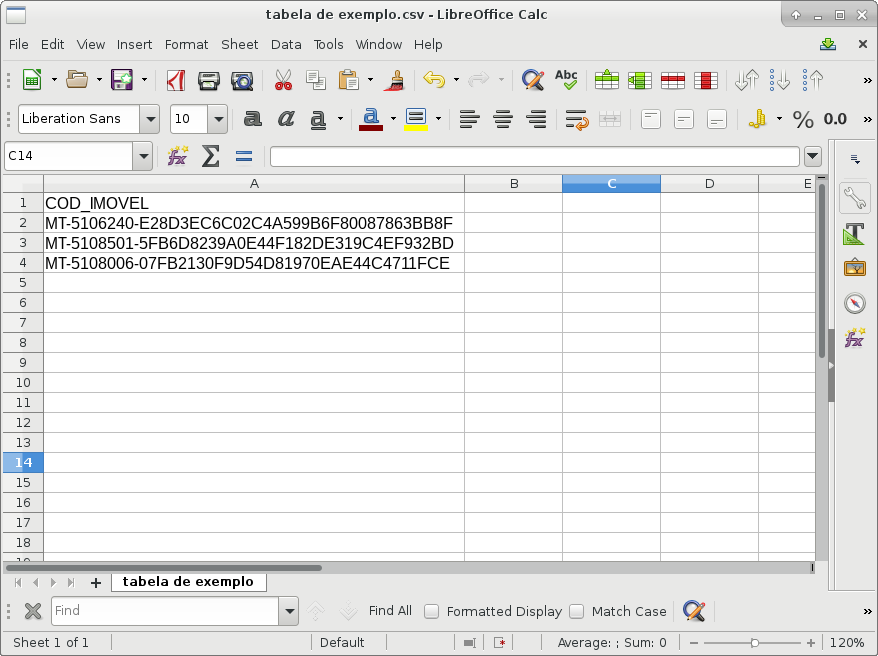 tabela de exemplo.csv - LibreOffice Calc
File Edit View Insert Format Sheet Data Tools Window Help
Abc
Liberation Sans 10 a a a a % 0.0
C14 fx Σ =
A B C D E
1 COD_IMOVEL
2 MT-5106240-E28D3EC6C02C4A599B6F80087863BB8F
3 MT-5108501-5FB6D8239A0E44F182DE319C4EF932BD
4 MT-5108006-07FB2130F9D54D81970EAE44C4711FCE
5
6
7
8
9
10
11
12
13
14
15
16
17
18
19
tabela de exemplo
Find Find All Formatted Display Match Case
Sheet 1 of 1 Default Average: ; Sum: 0 120%